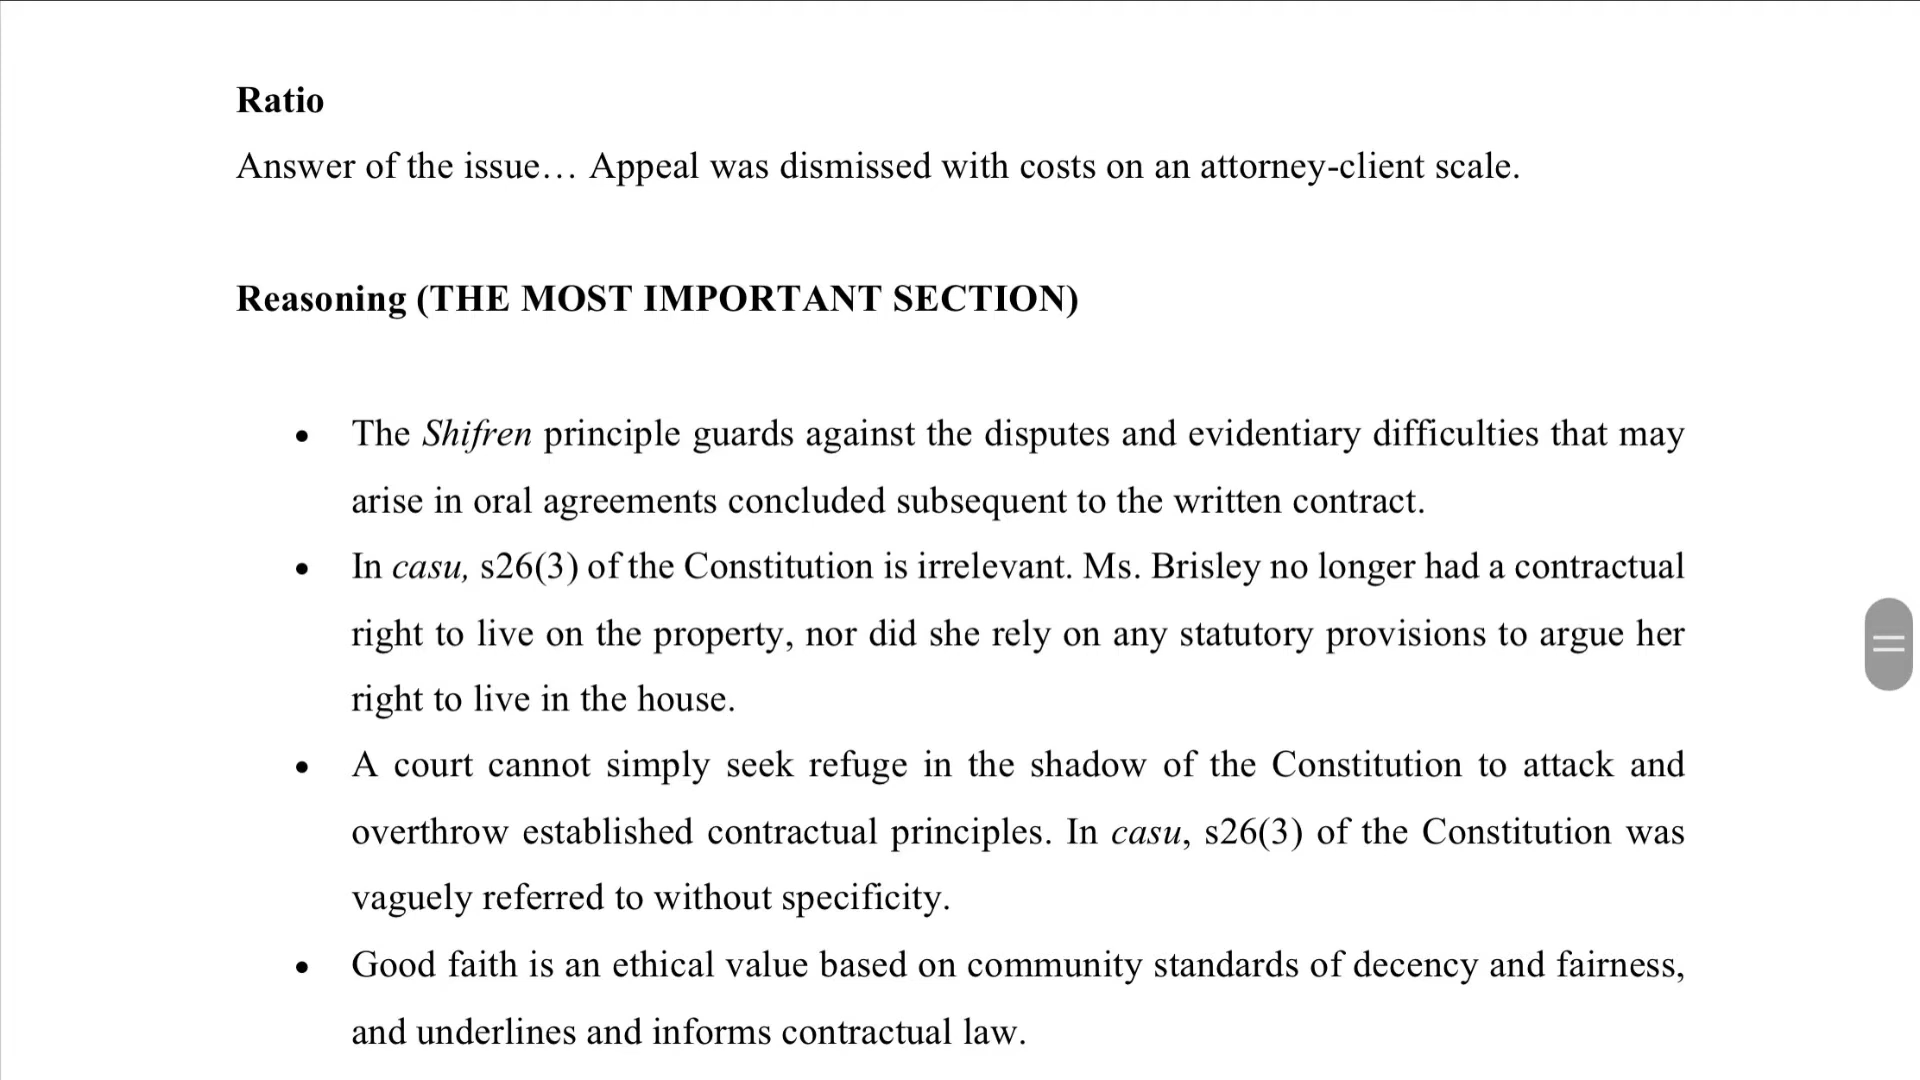 Ratio
Answer of the issue… Appeal was dismissed with costs on an attorney-client scale.
Reasoning (THE MOST IMPORTANT SECTION)
• The Shifren principle guards against the disputes and evidentiary difficulties that may
arise in oral agreements concluded subsequent to the written contract.
• In casu, s26(3) of the Constitution is irrelevant. Ms. Brisley no longer had a contractual
right to live on the property, nor did she rely on any statutory provisions to argue her
right to live in the house.
• A court cannot simply seek refuge in the shadow of the Constitution to attack and
overthrow established contractual principles. In casu, s26(3) of the Constitution was
vaguely referred to without specificity.
• Good faith is an ethical value based on community standards of decency and fairness,
and underlines and informs contractual law.